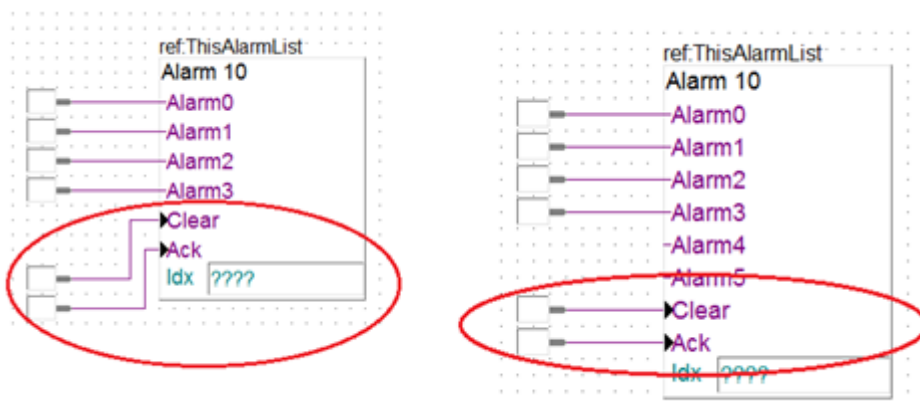 ref:ThisAlarmList
Alarm 10
Alarm0
Alarm1
Alarm2
Alarm3
Clear
Ack
Idx ????
ref:ThisAlarmList
Alarm 10
Alarm0
Alarm1
Alarm2
Alarm3
Alarm4
Alarm5
Clear
Ack
Idx ????